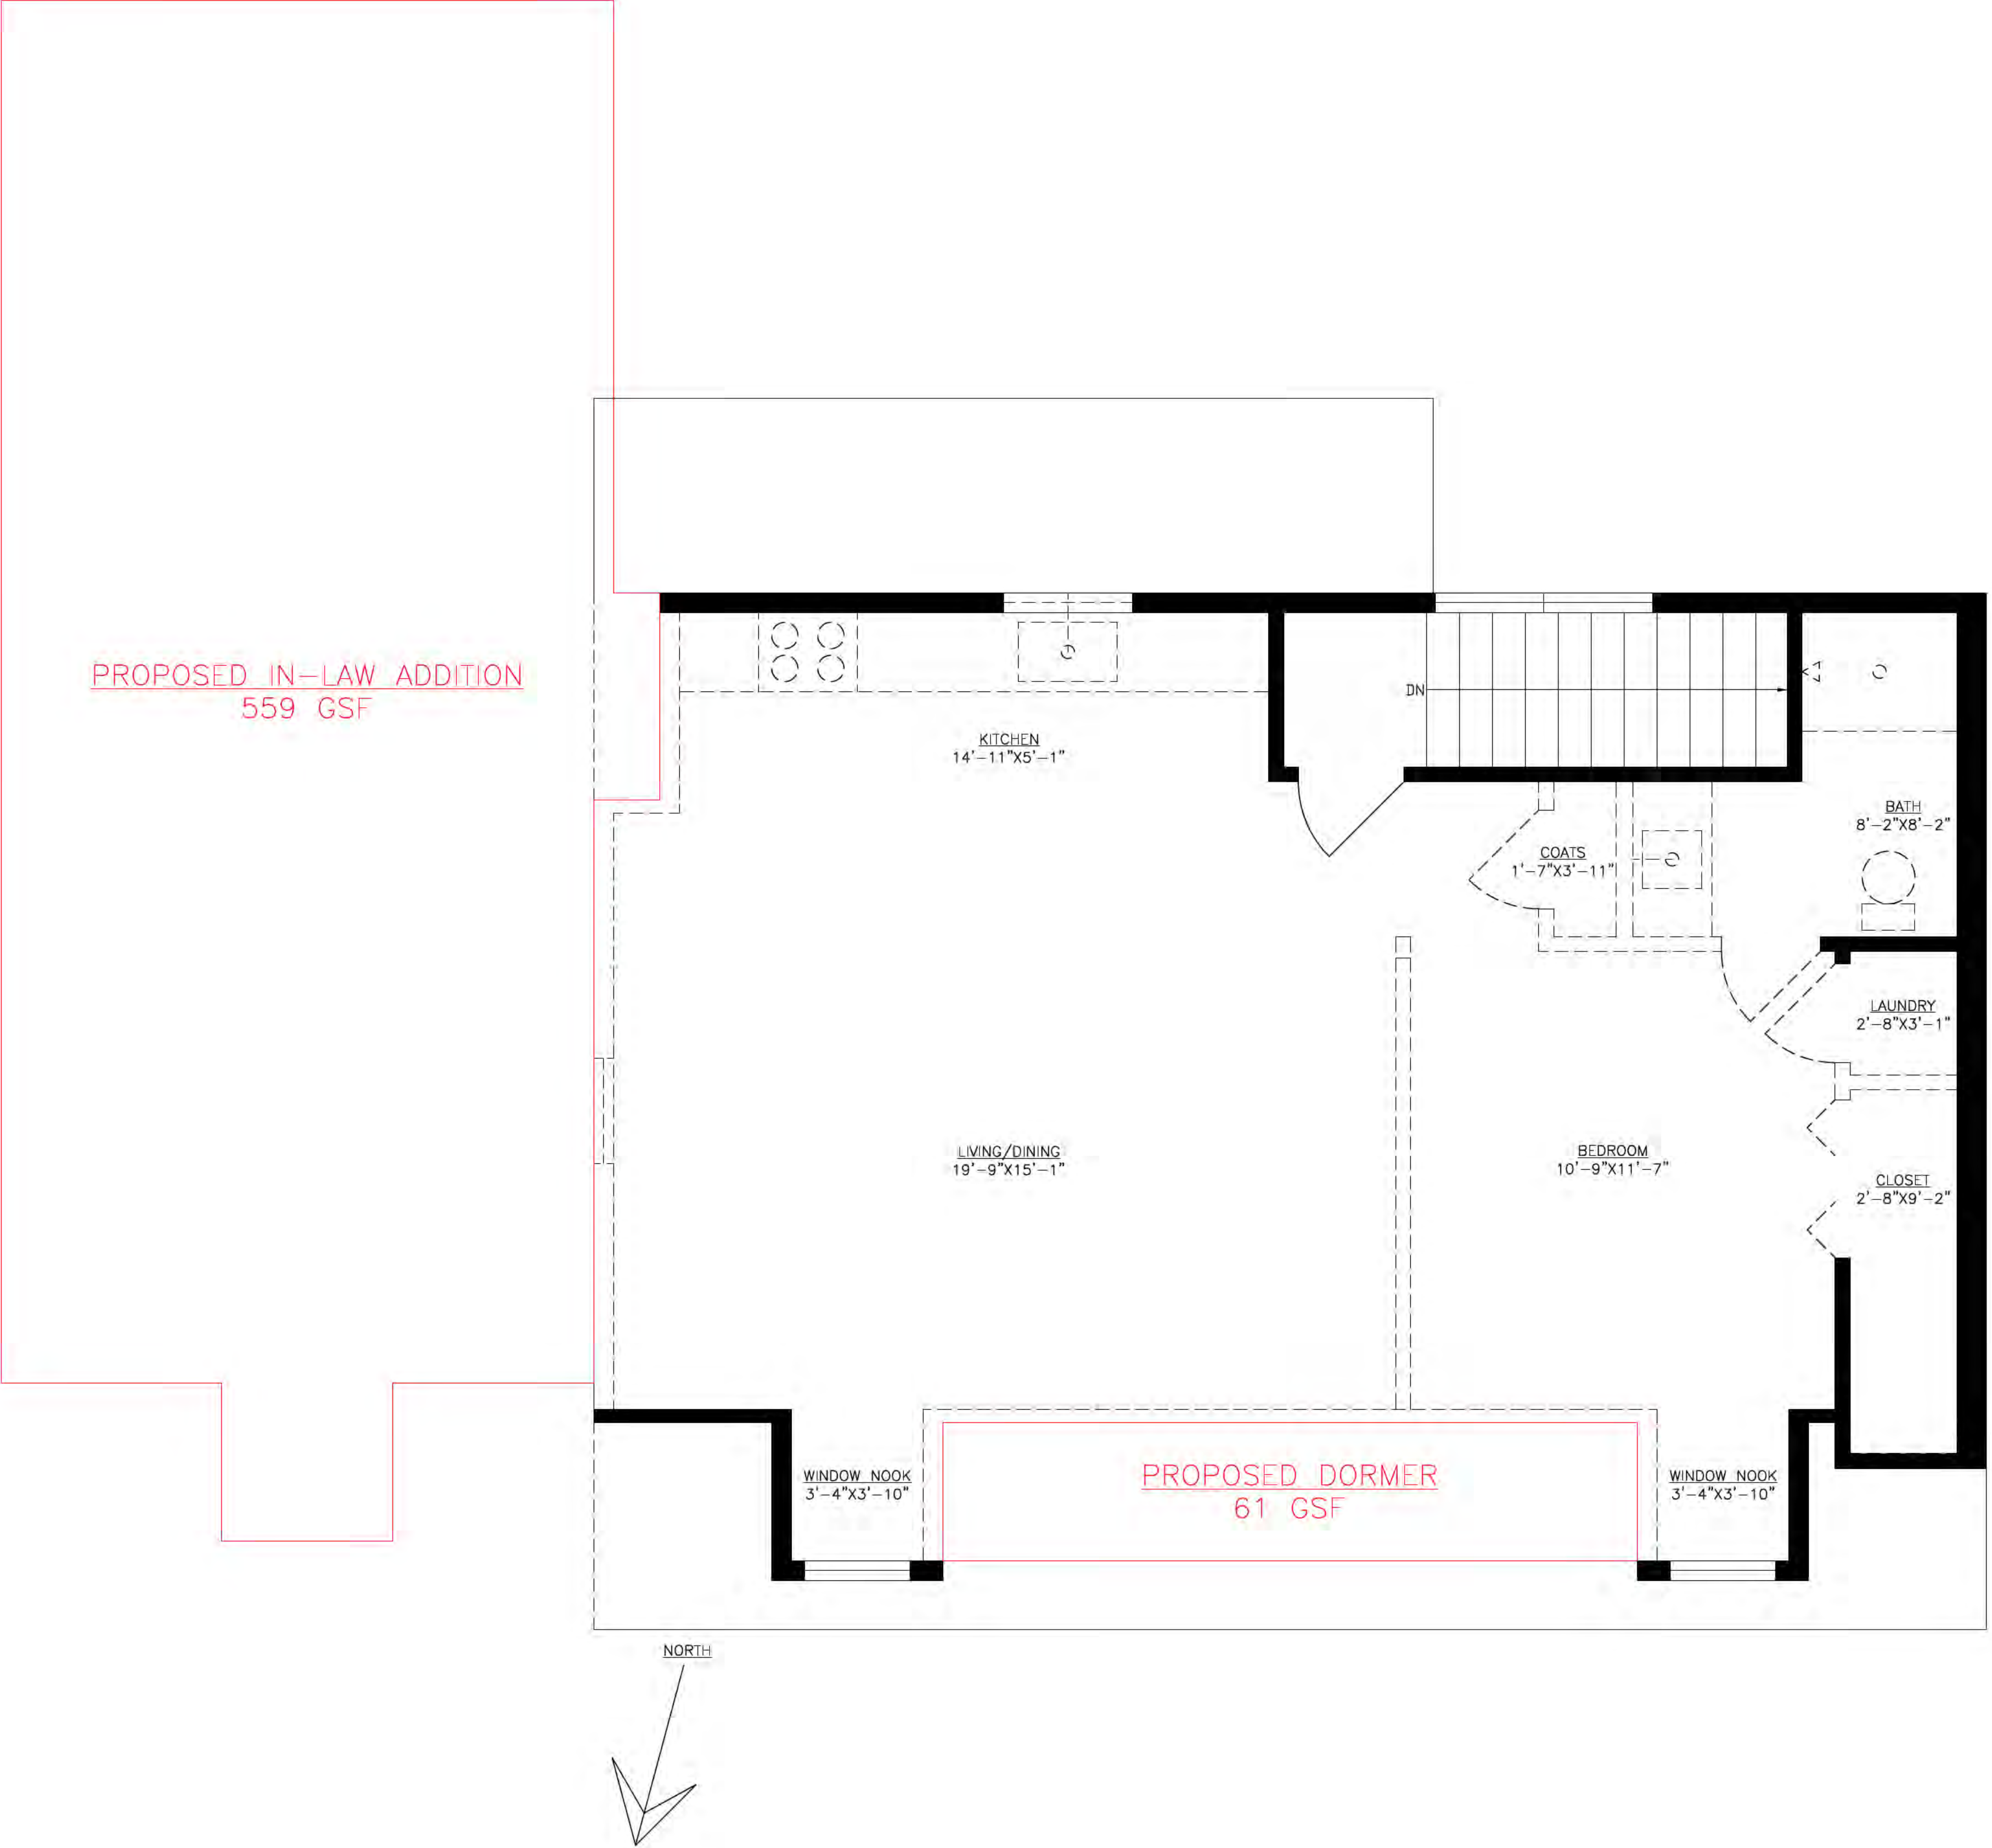 PROPOSED IN-LAW ADDITION
559 GSF
KITCHEN
14'-11"X5'-1"
DN
BATH
8'-2"X8'-2"
COATS
1'-7"X3'-11"
LAUNDRY
2'-8"X3'-1"
LIVING/DINING
19'-9"X15'-1"
BEDROOM
10'-9"X11'-7"
CLOSET
2'-8"X9'-2"
WINDOW NOOK
3'-4"X3'-10"
PROPOSED DORMER
61 GSF
WINDOW NOOK
3'-4"X3'-10"
NORTH